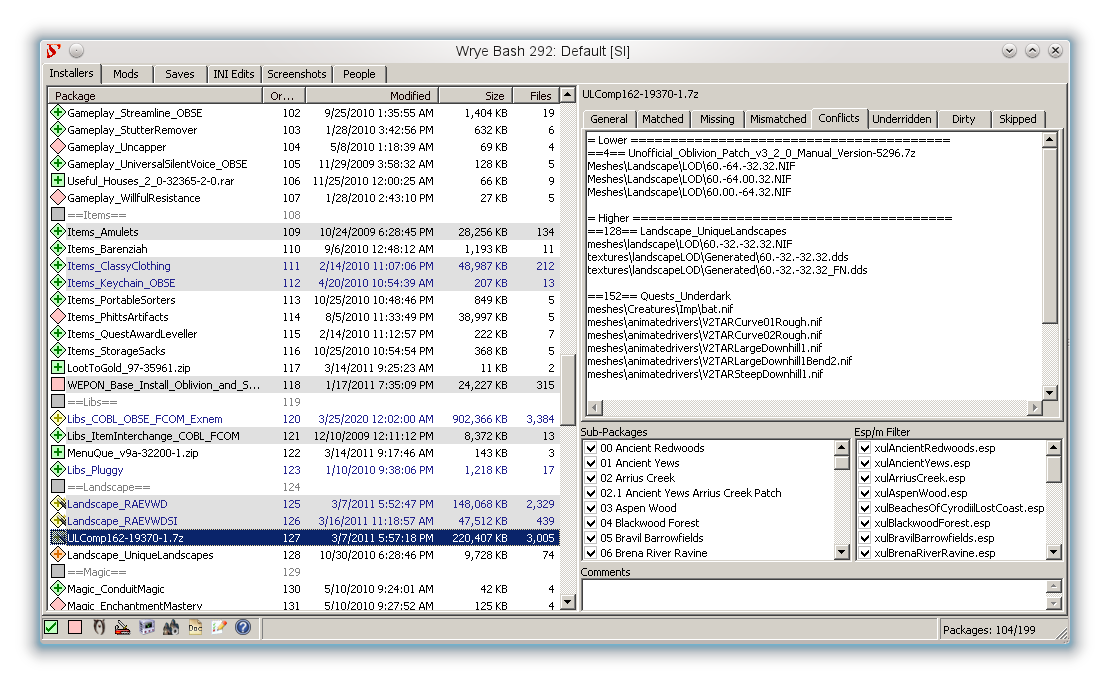 Wrye Bash 292: Default [SI]
Installers Mods Saves INI Edits Screenshots People
Package Or... Modified Size Files
Gameplay_Streamline_OBSE 102 9/25/2010 1:35:55 AM 1,404 KB 19
Gameplay_StutterRemover 103 1/28/2010 3:42:56 PM 632 KB 6
Gameplay_Uncapper 104 5/8/2010 1:18:39 AM 69 KB 4
Gameplay_UniversalSilentVoice_OBSE 105 11/29/2009 3:58:32 AM 128 KB 5
Useful_Houses_2_0-32365-2-0.rar 106 11/25/2010 12:00:25 AM 66 KB 9
Gameplay_WillfulResistance 107 1/28/2010 2:43:10 PM 27 KB 5
==Items== 108
Items_Amulets 109 10/24/2009 6:28:45 PM 28,256 KB 134
Items_Barenziah 110 9/6/2010 12:48:12 AM 1,193 KB 11
Items_ClassyClothing 111 2/14/2010 11:07:06 PM 48,987 KB 212
Items_Keychain_OBSE 112 4/20/2010 10:54:39 AM 207 KB 13
Items_PortableSorters 113 10/25/2010 10:48:46 PM 849 KB 5
Items_PhittsArtifacts 114 8/5/2010 11:33:49 PM 38,997 KB 5
Items_QuestAwardLeveller 115 2/14/2010 11:12:57 PM 222 KB 7
Items_StorageSacks 116 10/25/2010 10:54:54 PM 368 KB 5
LootToGold_97-35961.zip 117 3/14/2011 9:25:23 AM 11 KB 2
WEPON_Base_Install_Oblivion_and_S... 118 1/17/2011 7:35:09 PM 24,227 KB 315
==Libs== 119
Libs_COBL_OBSE_FCOM_Exnem 120 3/25/2020 12:02:00 AM 902,366 KB 3,384
Libs_ItemInterchange_COBL_FCOM 121 12/10/2009 12:11:12 PM 8,372 KB 13
MenuQue_v9a-32200-1.zip 122 3/14/2011 9:17:46 AM 143 KB 3
Libs_Pluggy 123 1/10/2010 9:38:06 PM 1,218 KB 17
==Landscape== 124
Landscape_RAEVWD 125 3/7/2011 5:52:47 PM 148,068 KB 2,329
Landscape_RAEVWDSI 126 3/16/2011 11:18:57 AM 47,512 KB 439
ULComp162-19370-1.7z 127 3/7/2011 5:57:18 PM 220,407 KB 3,005
Landscape_UniqueLandscapes 128 10/30/2010 6:28:46 PM 9,728 KB 74
==Magic== 129
Magic_ConduitMagic 130 5/10/2010 9:24:01 AM 42 KB 4
Magic_EnchantmentMastery 131 5/10/2010 9:27:52 AM 125 KB 4
ULComp162-19370-1.7z
General Matched Missing Mismatched Conflicts Underridden Dirty Skipped
= Lower ========================================
==4== Unofficial_Oblivion_Patch_v3_2_0_Manual_Version-5296.7z
Meshes\Landscape\LOD\60.-64.-32.32.NIF
Meshes\Landscape\LOD\60.-64.00.32.NIF
Meshes\Landscape\LOD\60.00.-64.32.NIF
= Higher ========================================
==128== Landscape_UniqueLandscapes
meshes\landscape\LOD\60.-32.-32.32.NIF
textures\landscapeLOD\Generated\60.-32.-32.32.dds
textures\landscapeLOD\Generated\60.-32.-32.32_FN.dds
==152== Quests_Underdark
meshes\Creatures\Imp\bat.nif
meshes\animatedrivers\V2TARCurve01Rough.nif
meshes\animatedrivers\V2TARCurve02Rough.nif
meshes\animatedrivers\V2TARLargeDownhill1.nif
meshes\animatedrivers\V2TARLargeDownhill1Bend2.nif
meshes\animatedrivers\V2TARSteepDownhill1.nif
Sub-Packages
00 Ancient Redwoods
01 Ancient Yews
02 Arrius Creek
02.1 Ancient Yews Arrius Creek Patch
03 Aspen Wood
04 Blackwood Forest
05 Bravil Barrowfields
06 Brena River Ravine
Esp/m Filter
xulAncientRedwoods.esp
xulAncientYews.esp
xulArriusCreek.esp
xulAspenWood.esp
xulBeachesOfCyrodiilLostCoast.esp
xulBlackwoodForest.esp
xulBravilBarrowfields.esp
xulBrenaRiverRavine.esp
Comments
Doc
Packages: 104/199